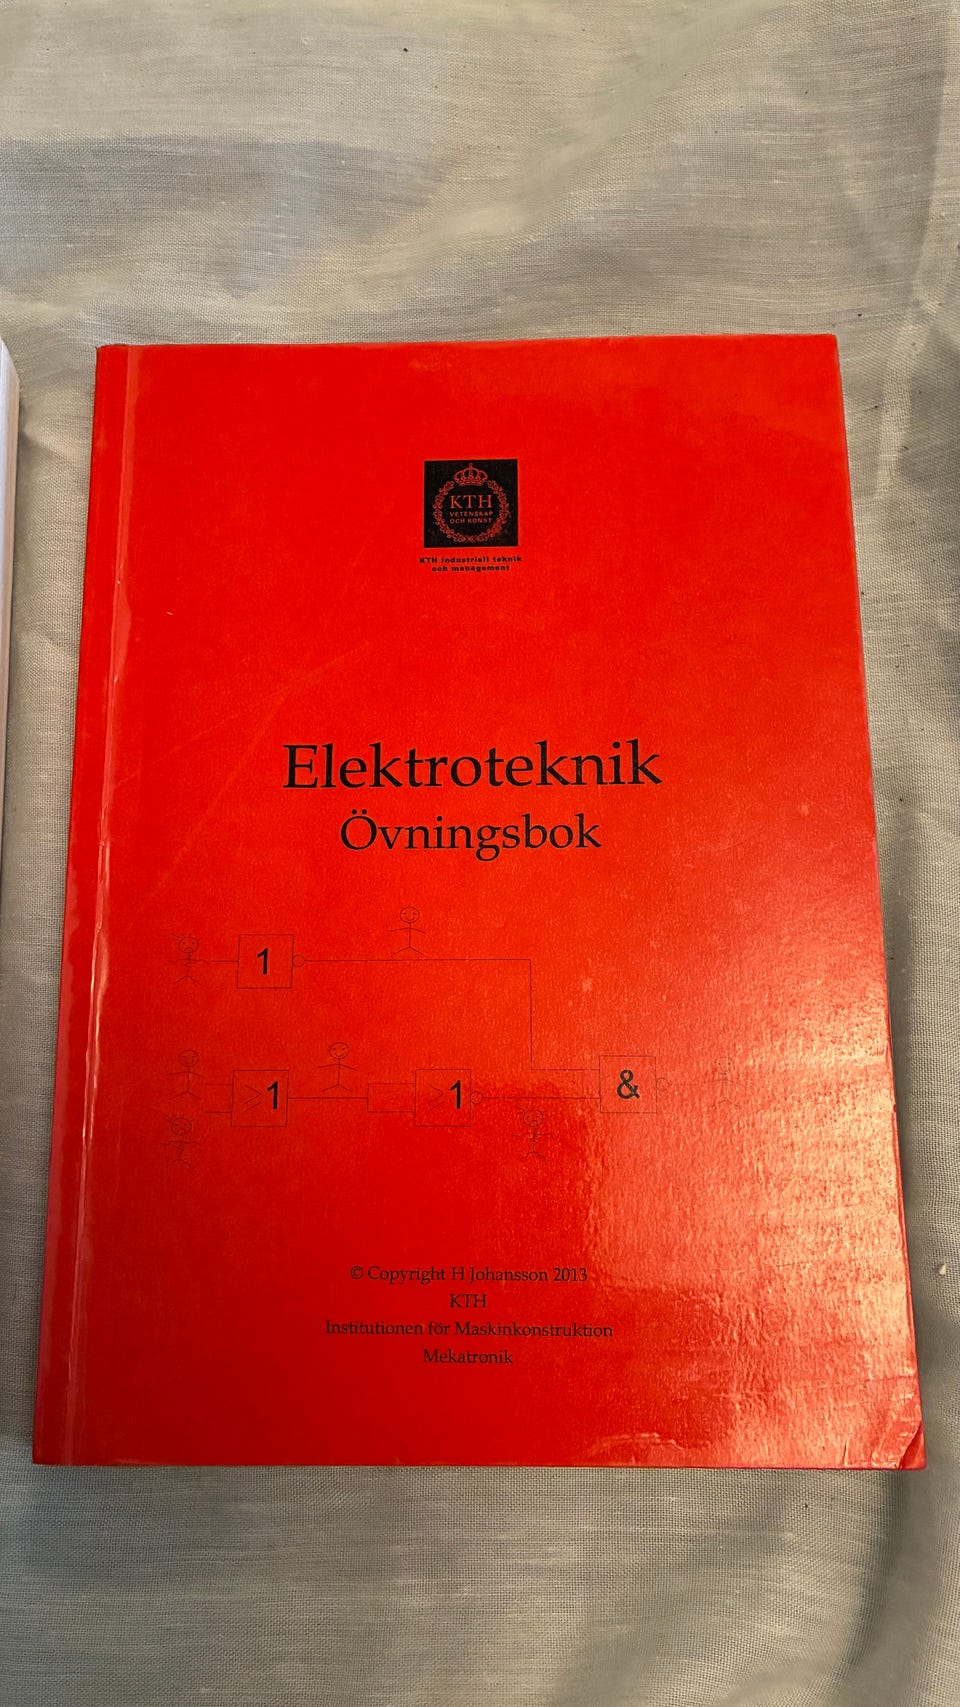 KTH
VETENSKAP
OCH KONST
KTH Industriell teknik
och management
Elektroteknik
Övningsbok
1
≥1
≥1
&
© Copyright H Johansson 2013
KTH
Institutionen för Maskinkonstruktion
Mekatronik